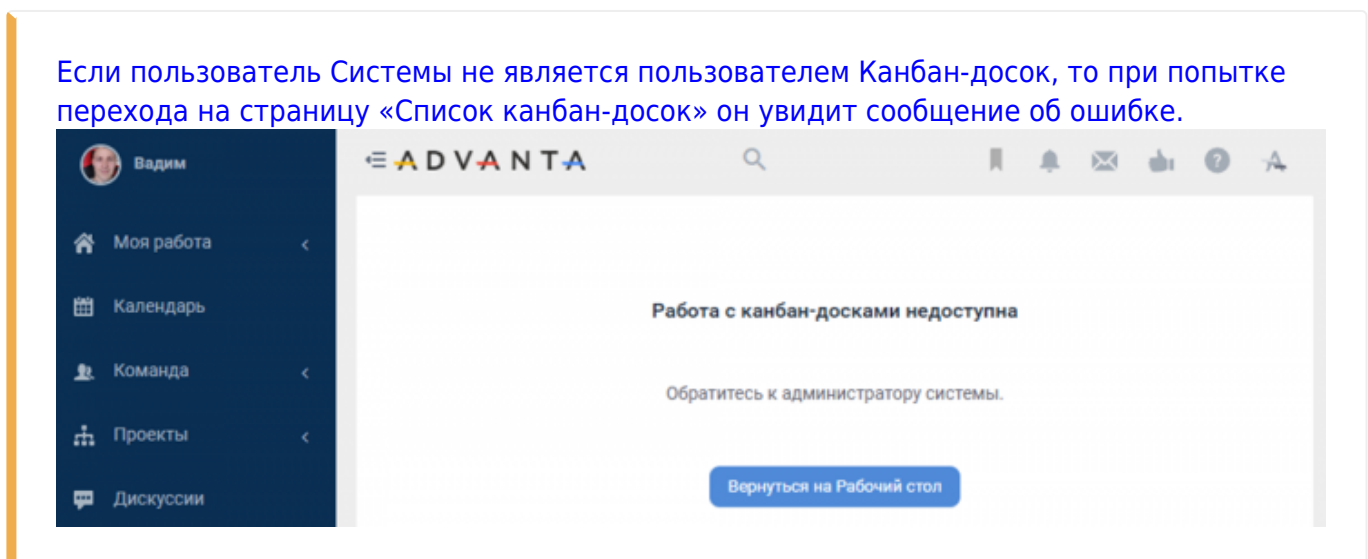 Если пользователь Системы не является пользователем Канбан-досок, то при попытке
перехода на страницу «Список канбан-досок» он увидит сообщение об ошибке.
Вадим
ADVANTA
Моя работа
Календарь
Работа с канбан-досками недоступна
Команда
Обратитесь к администратору системы.
Проекты
Вернуться на Рабочий стол
Дискуссии